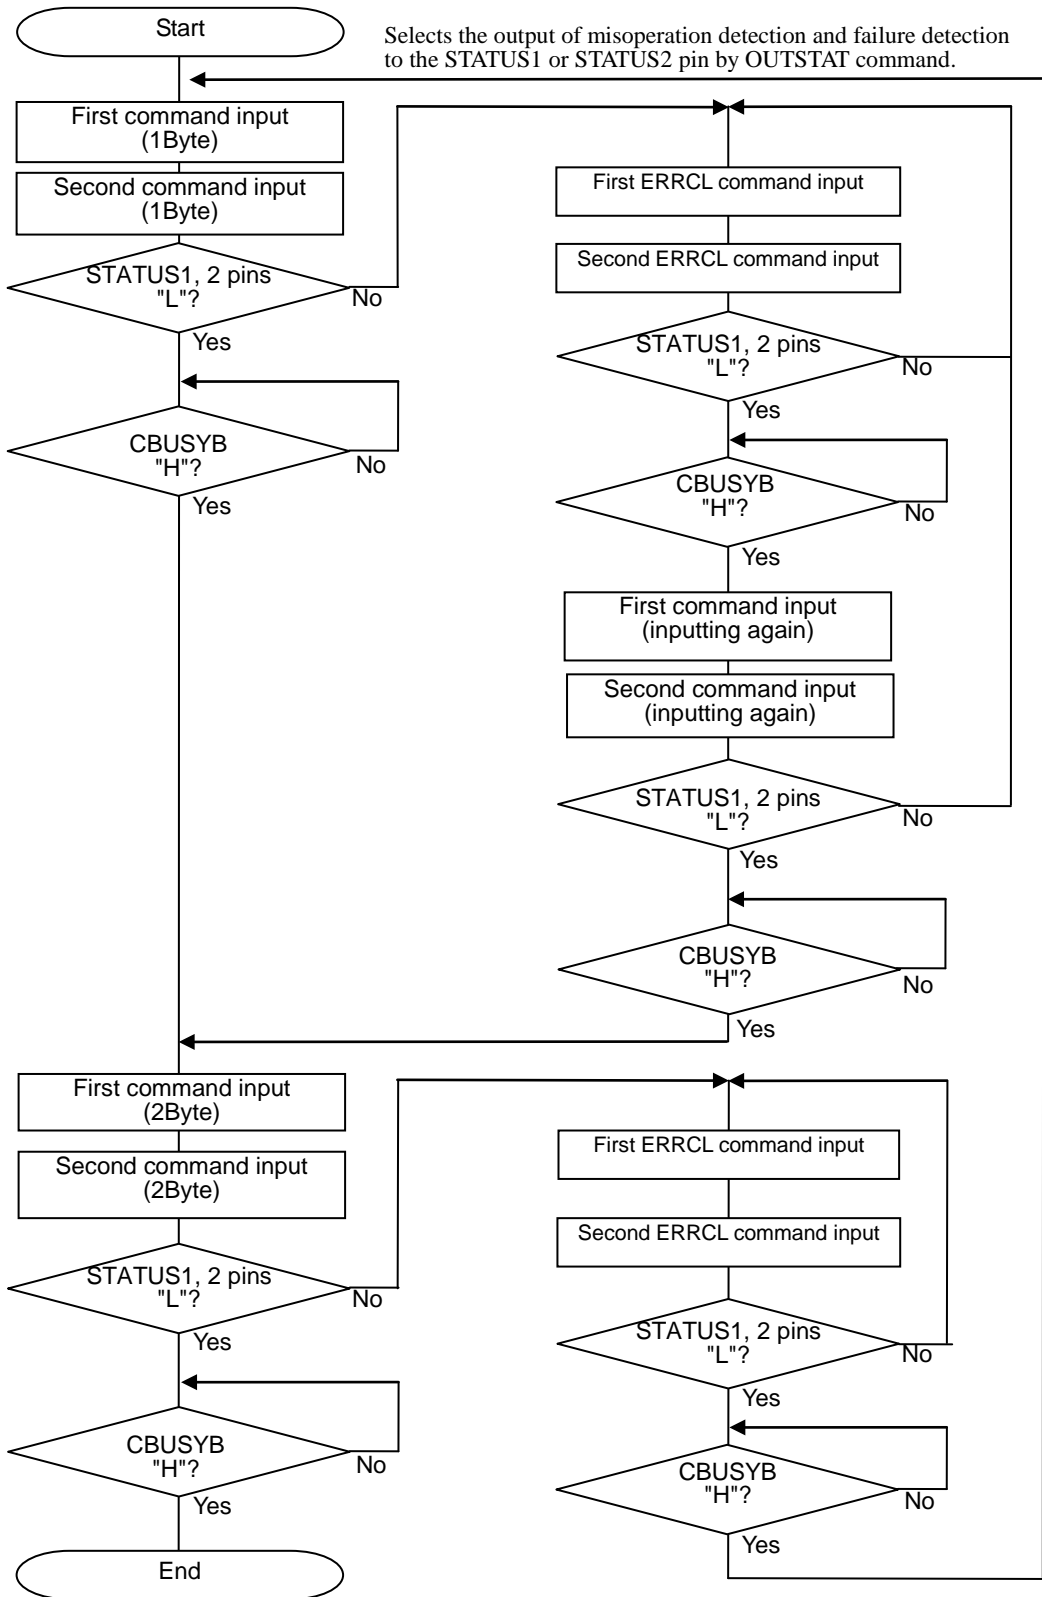 Start
Selects the output of misoperation detection and failure detection
to the STATUS1 or STATUS2 pin by OUTSTAT command.
First command input
(1Byte)
Second command input
(1Byte)
STATUS1, 2 pins
"L"?
No
Yes
CBUSYB
"H"?
No
Yes
First ERRCL command input
Second ERRCL command input
STATUS1, 2 pins
"L"?
No
Yes
CBUSYB
"H"?
No
Yes
First command input
(inputting again)
Second command input
(inputting again)
STATUS1, 2 pins
"L"?
No
Yes
CBUSYB
"H"?
No
Yes
First command input
(2Byte)
Second command input
(2Byte)
STATUS1, 2 pins
"L"?
No
Yes
CBUSYB
"H"?
No
Yes
End
First ERRCL command input
Second ERRCL command input
STATUS1, 2 pins
"L"?
No
Yes
CBUSYB
"H"?
No
Yes